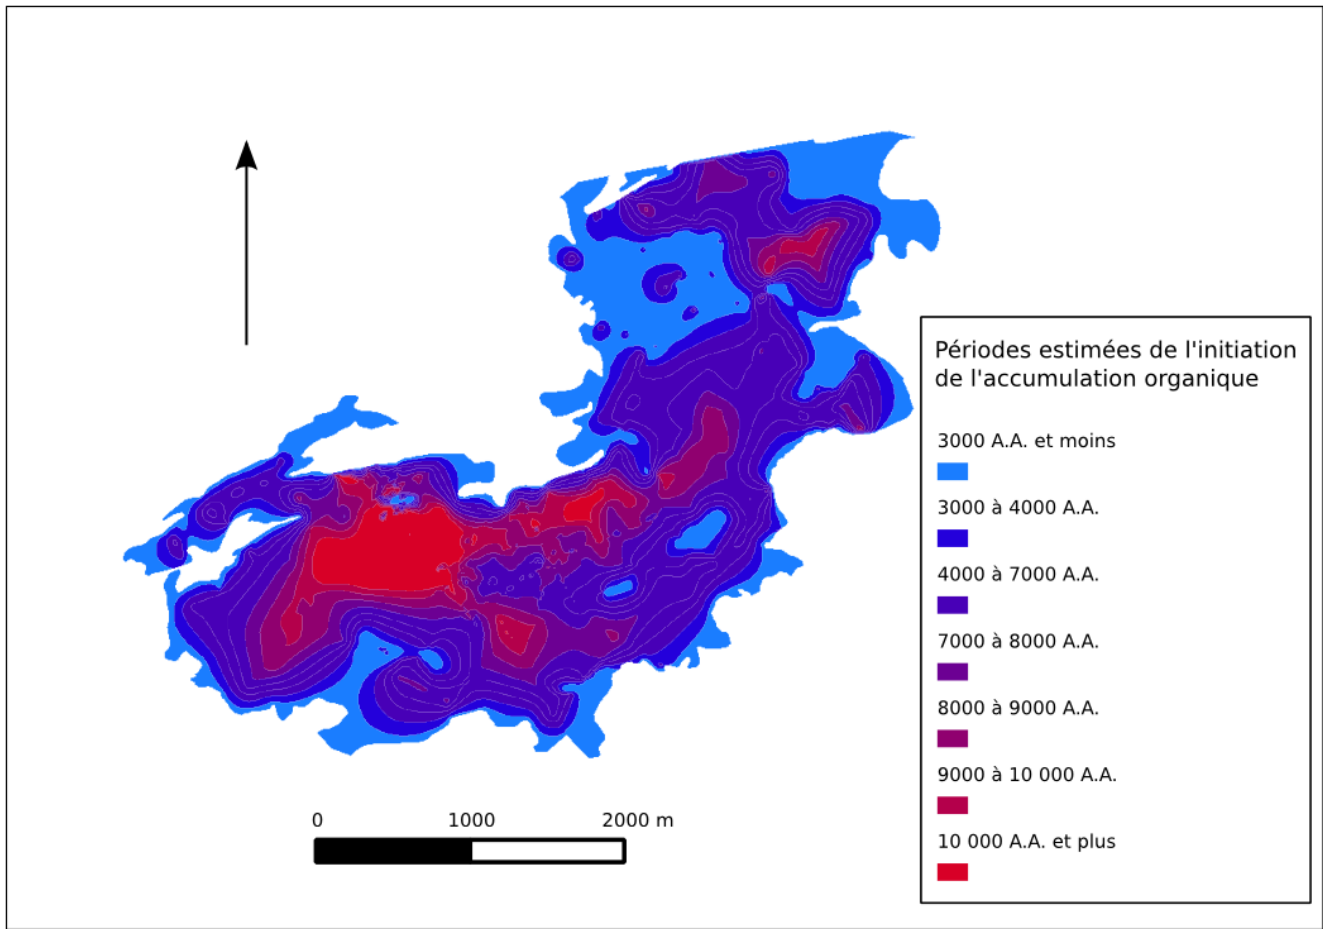 Périodes estimées de l'initiation
de l'accumulation organique
3000 A.A. et moins
3000 à 4000 A.A.
4000 à 7000 A.A.
7000 à 8000 A.A.
8000 à 9000 A.A.
9000 à 10 000 A.A.
10 000 A.A. et plus
0 1000 2000 m